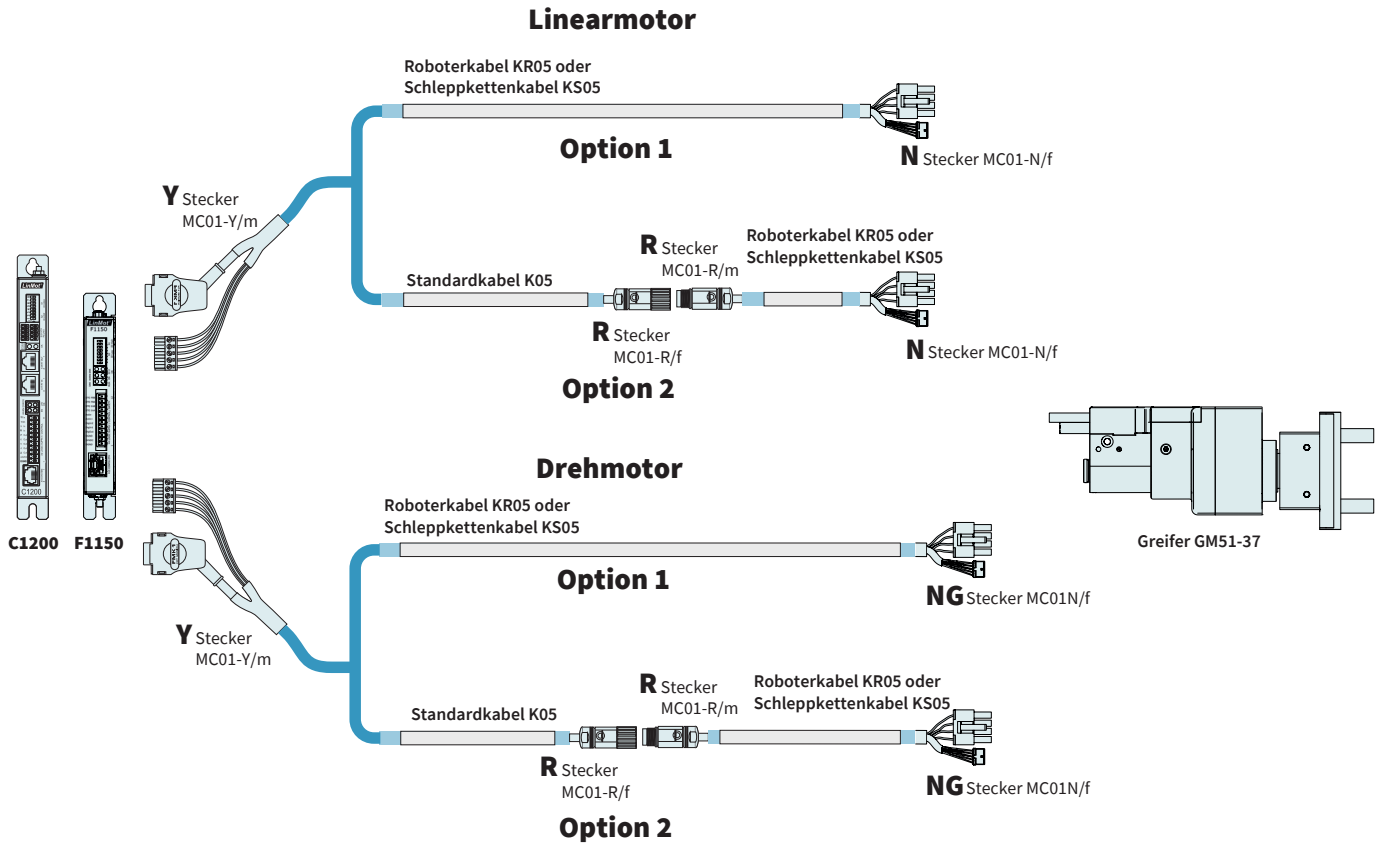 Linearmotor
Roboterkabel KR05 oder
Schleppkettenkabel KS05
Option 1
N Stecker MC01-N/f
Y Stecker
MC01-Y/m
Standardkabel K05
R Stecker
MC01-R/m
Roboterkabel KR05 oder
Schleppkettenkabel KS05
R Stecker
MC01-R/f
N Stecker MC01-N/f
Option 2
LinMot
C1200
LinMot
F1150
C1200
F1150
Drehmotor
Roboterkabel KR05 oder
Schleppkettenkabel KS05
Option 1
NG Stecker MC01N/f
Y Stecker
MC01-Y/m
Standardkabel K05
R Stecker
MC01-R/m
Roboterkabel KR05 oder
Schleppkettenkabel KS05
R Stecker
MC01-R/f
NG Stecker MC01N/f
Option 2
Greifer GM51-37